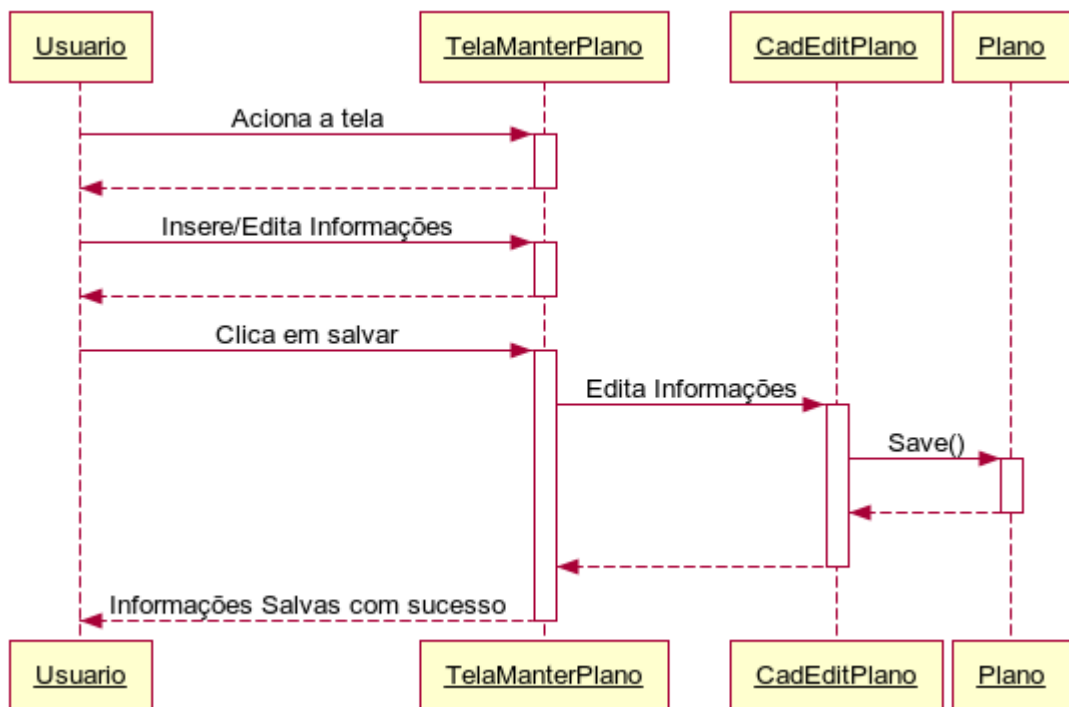 Usuario
TelaManterPlano
CadEditPlano
Plano
Aciona a tela
Insere/Edita Informações
Clica em salvar
Edita Informações
Save()
Informações Salvas com sucesso
Usuario
TelaManterPlano
CadEditPlano
Plano